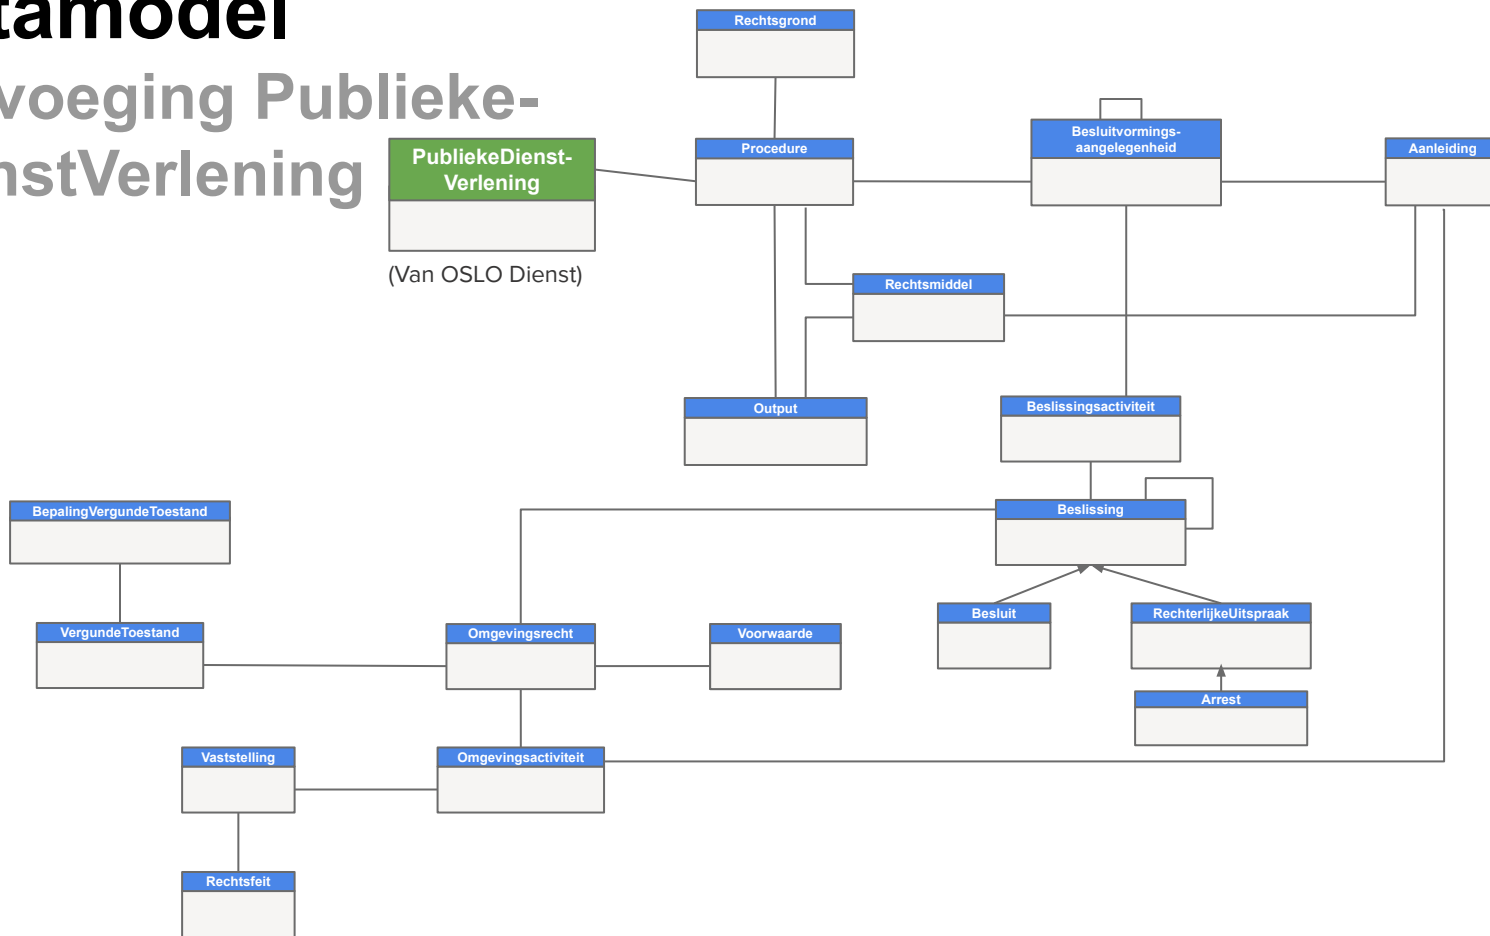 tamodel
voeging Publieke-
nstVerlening
Rechtsgrond
PubliekeDienst-
Verlening
(Van OSLO Dienst)
Procedure
Besluitvormings-
aangelegenheid
Aanleiding
Rechtsmiddel
Output
Beslissingsactiviteit
Beslissing
BepalingVergundeToestand
VergundeToestand
Omgevingsrecht
Voorwaarde
Besluit
RechterlijkeUitspraak
Arrest
Vaststelling
Omgevingsactiviteit
Rechtsfeit